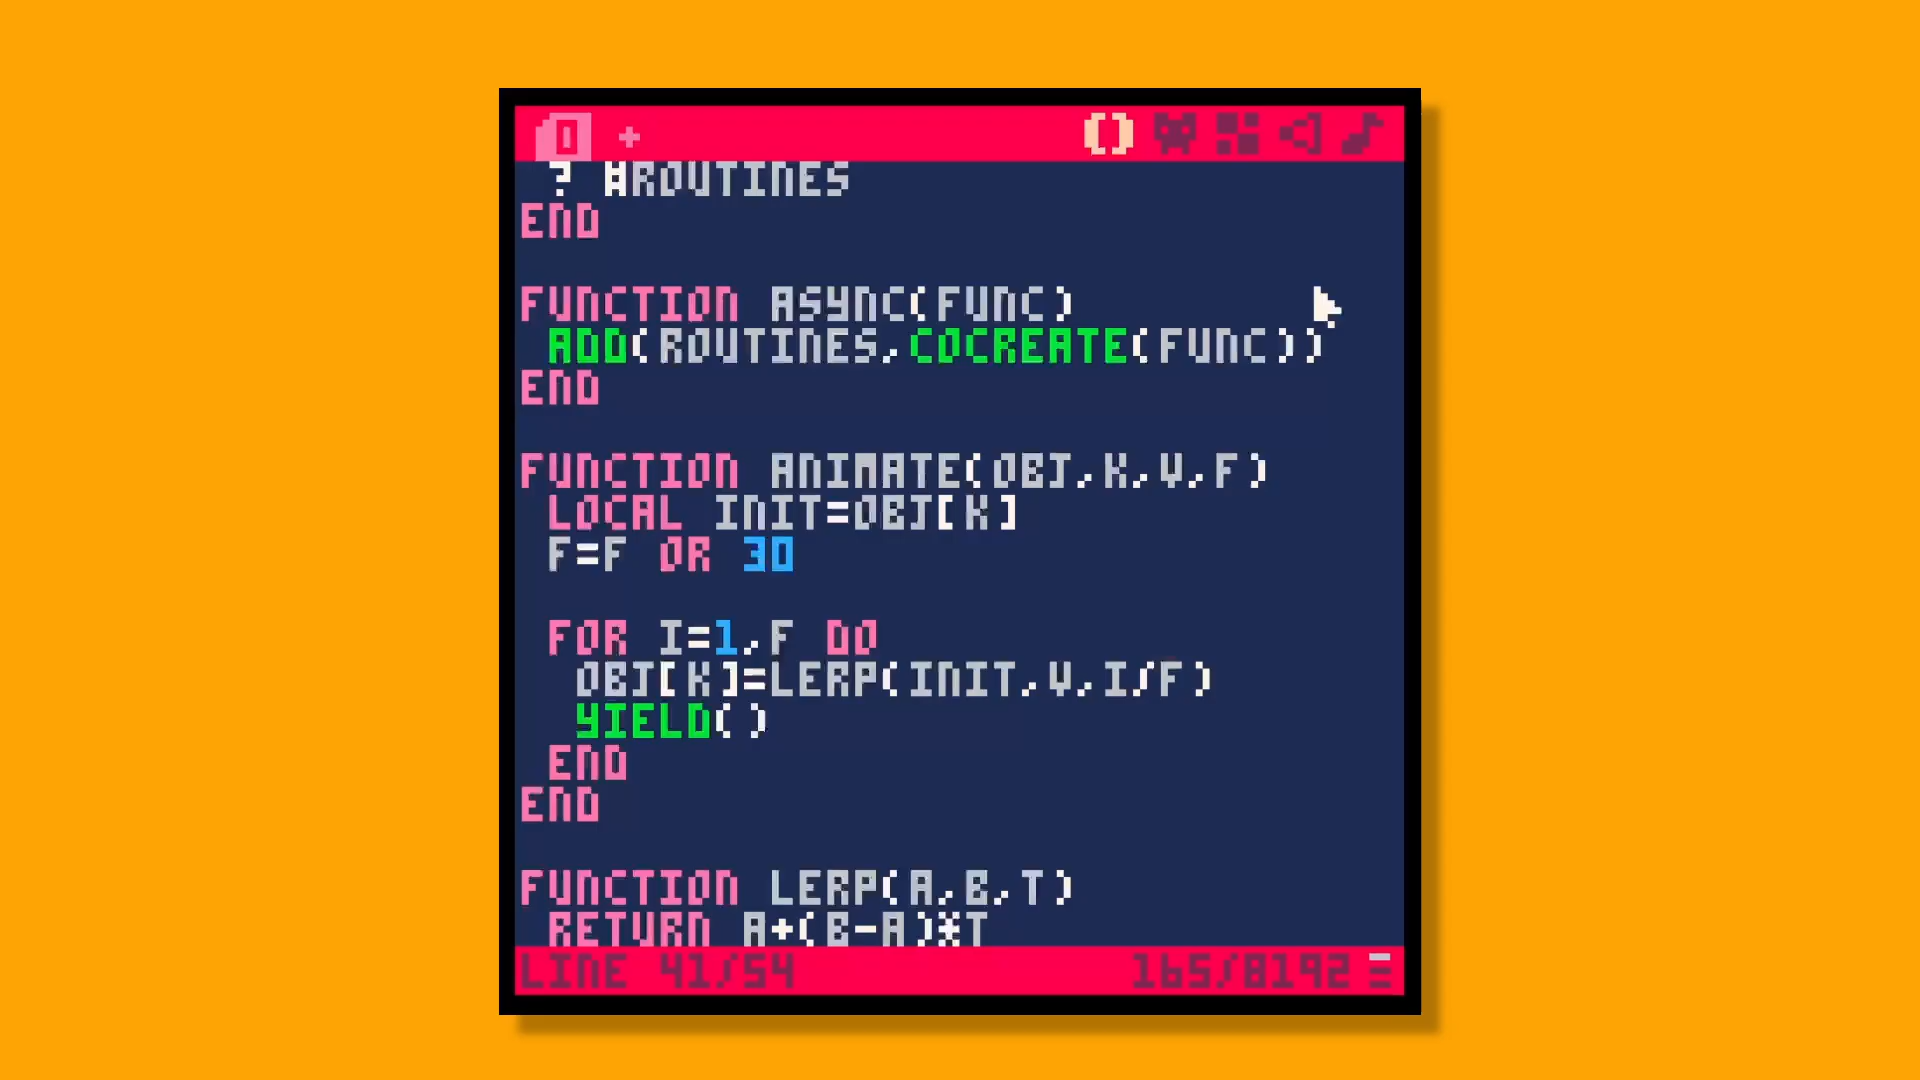 0 +
? #ROUTINES
END
FUNCTION ASYNC(FUNC)
ADD(ROUTINES,COCREATE(FUNC))
END
FUNCTION ANIMATE(OBJ,K,V,F)
LOCAL INIT=OBJ[K]
F=F OR 30
FOR I=1,F DO
OBJ[K]=LERP(INIT,V,I/F)
YIELD()
END
END
FUNCTION LERP(A,B,T)
RETURN A+(B-A)*T
LINE 41/54 165/8192